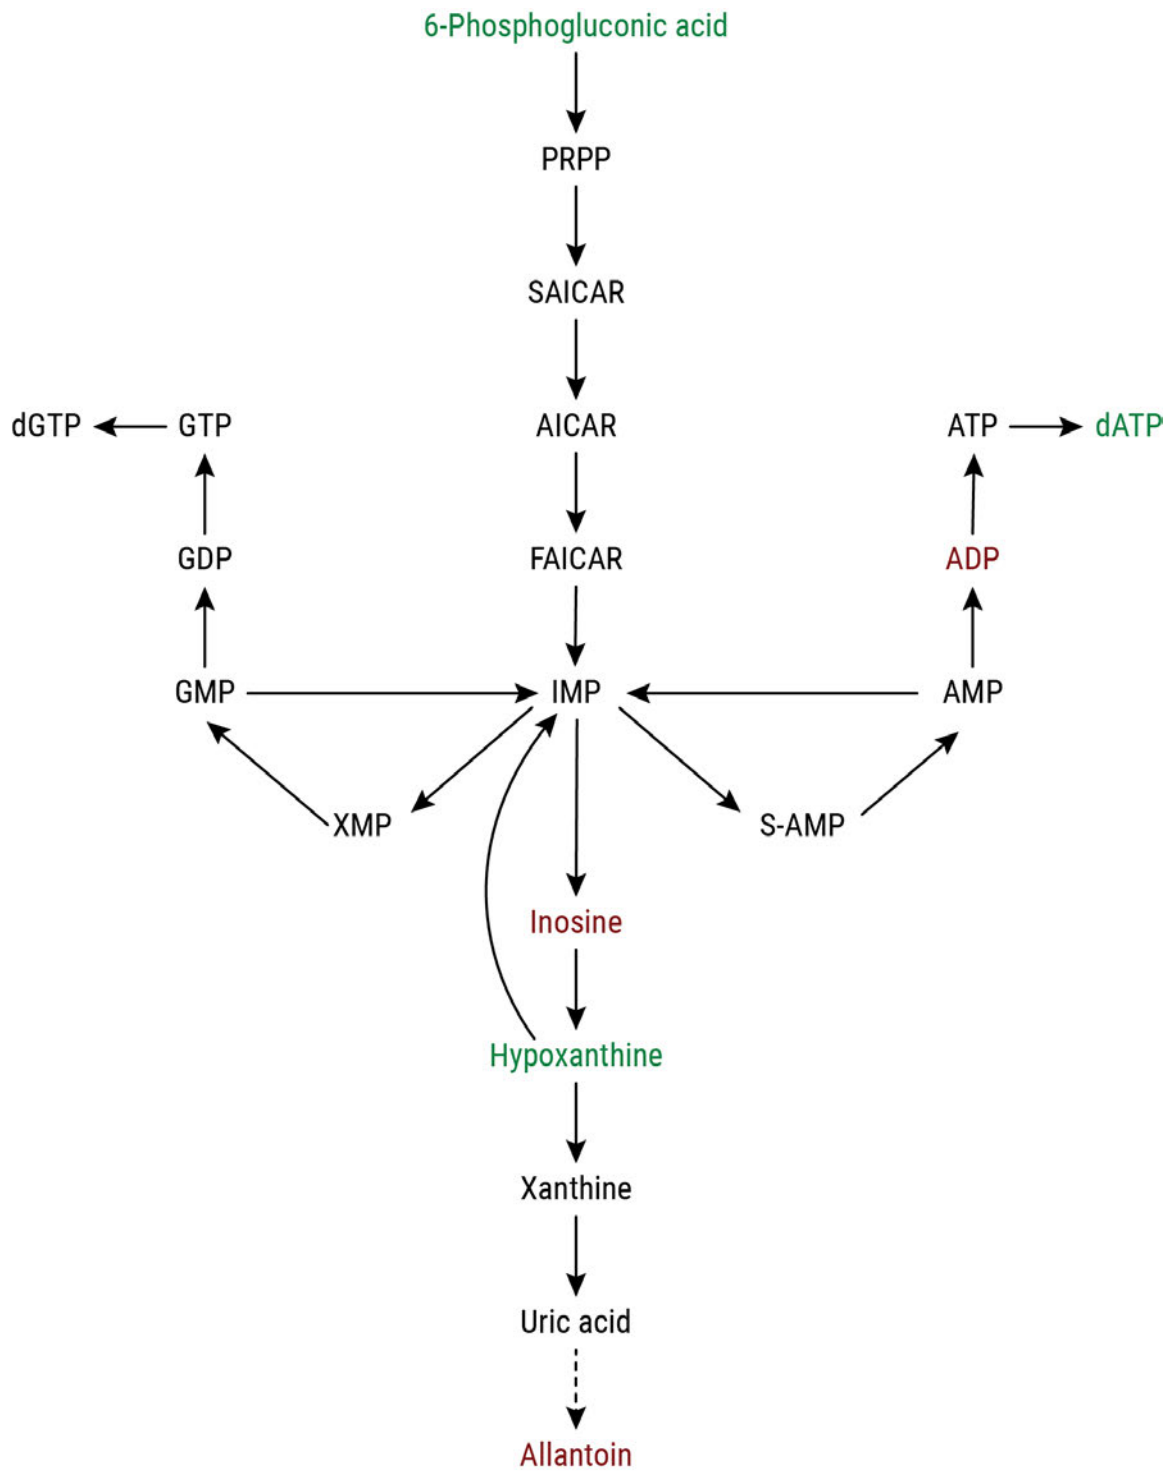 6-Phosphogluconic acid
PRPP
SAICAR
dGTP GTP AICAR ATP dATP
GDP FAICAR ADP
GMP IMP AMP
XMP S-AMP
Inosine
Hypoxanthine
Xanthine
Uric acid
Allantoin